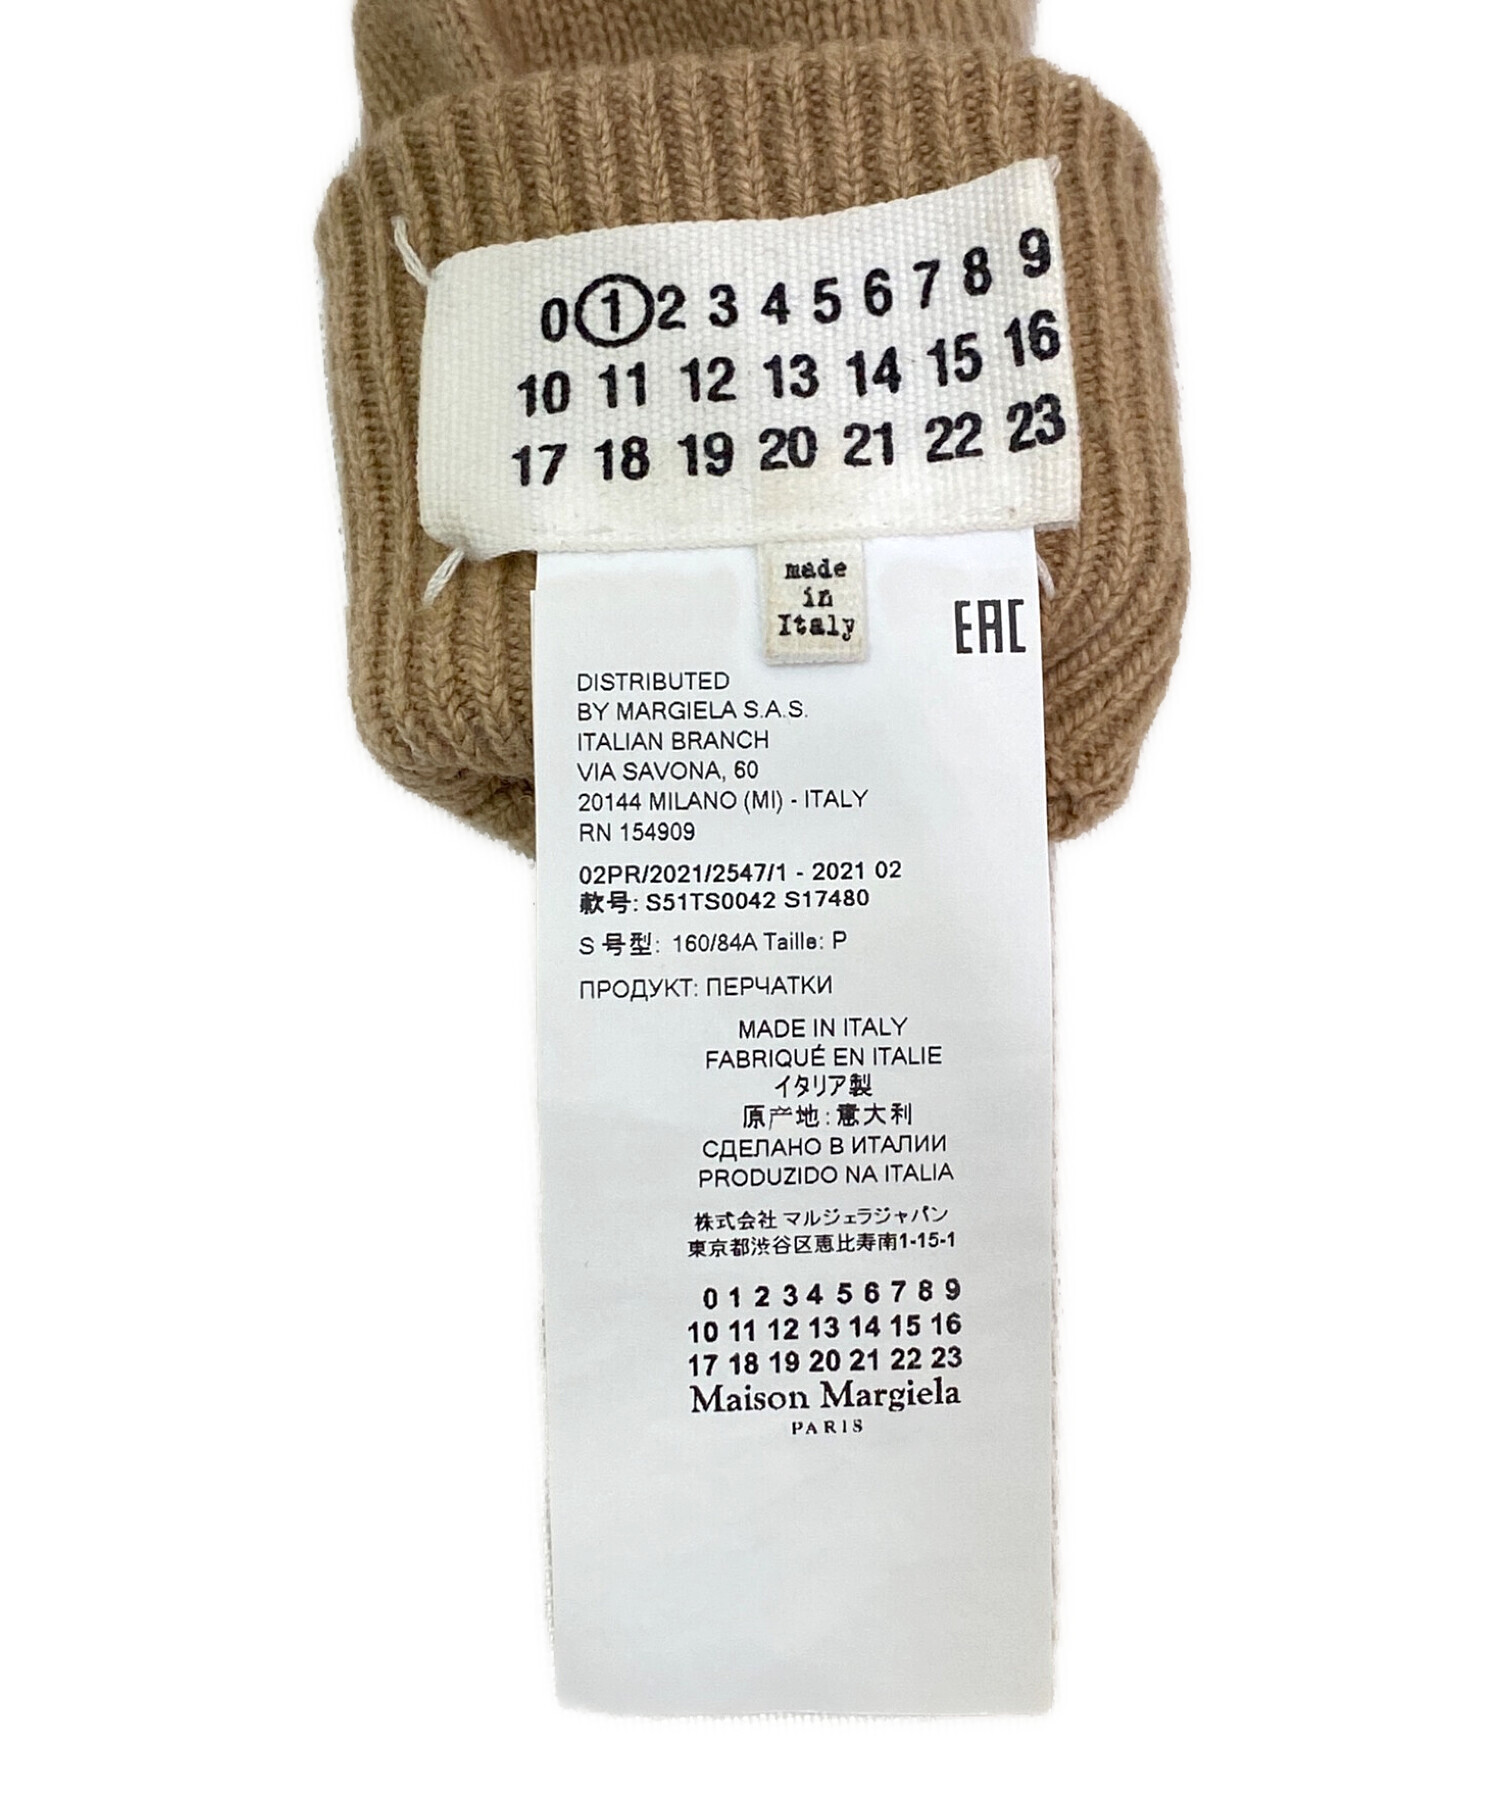 0 1 2 3 4 5 6 7 8 9
10 11 12 13 14 15 16
17 18 19 20 21 22 23
made
in
Italy
EAC
DISTRIBUTED
BY MARGIELA S.A.S.
ITALIAN BRANCH
VIA SAVONA, 60
20144 MILANO (MI) - ITALY
RN 154909
02PR/2021/2547/1 - 2021 02
款号: S51TS0042 S17480
S 号型: 160/84A Taille: P
ПРОДУКТ: ПЕРЧАТКИ
MADE IN ITALY
FABRIQUÉ EN ITALIE
イタリア製
原产地:意大利
СДЕЛАНО В ИТАЛИИ
PRODUZIDO NA ITALIA
株式会社 マルジェラジャパン
東京都渋谷区恵比寿南1-15-1
0 1 2 3 4 5 6 7 8 9
10 11 12 13 14 15 16
17 18 19 20 21 22 23
Maison Margiela
PARIS